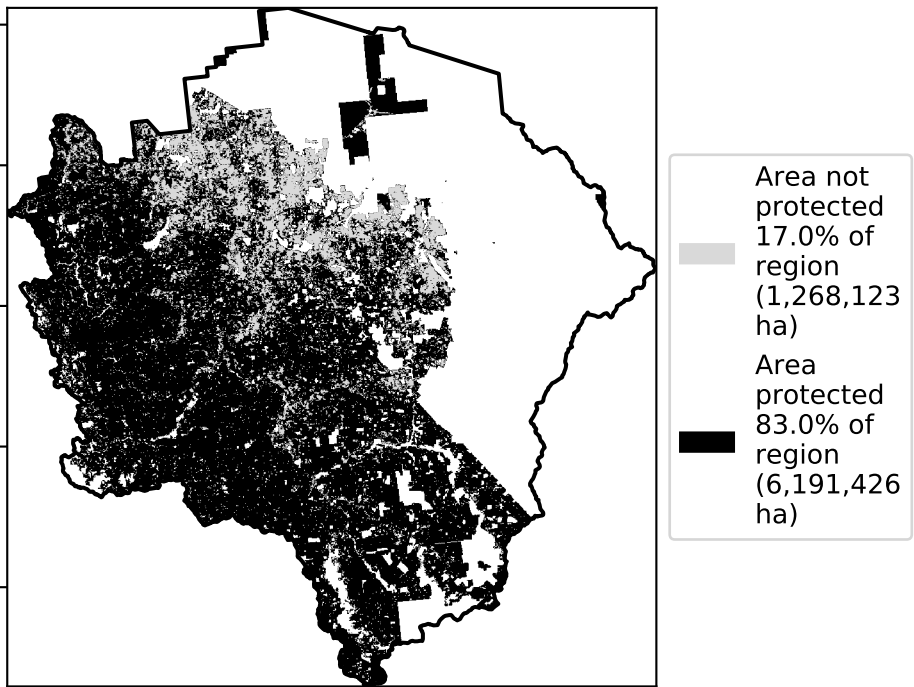 Area not
protected
17.0% of
region
(1,268,123
ha)
Area
protected
83.0% of
region
(6,191,426
ha)